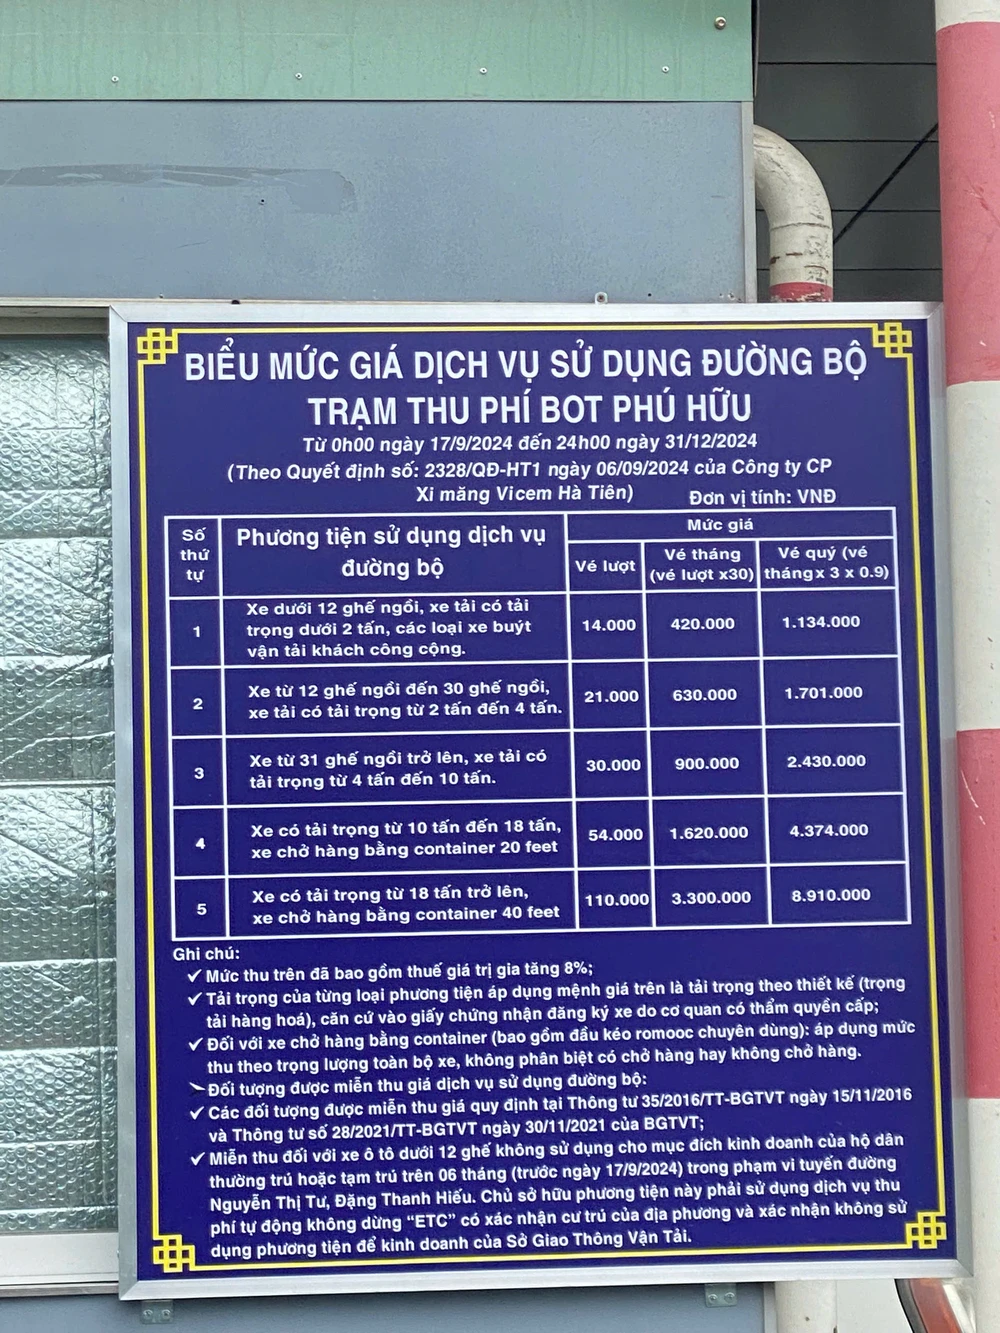 BIỂU MỨC GIÁ DỊCH VỤ SỬ DỤNG ĐƯỜNG BỘ
TRẠM THU PHÍ BOT PHÚ HỮU
Từ 0h00 ngày 17/9/2024 đến 24h00 ngày 31/12/2024
(Theo Quyết định số: 2328/QĐ-HT1 ngày 06/09/2024 của Công ty CP
Xi măng Vicem Hà Tiên)
Đơn vị tính: VNĐ
Số
thứ
tự
Phương tiện sử dụng dịch vụ
đường bộ
Mức giá
Vé lượt
Vé tháng
(vé lượt x30)
Vé quý (vé
tháng x 3 x 0.9)
1
Xe dưới 12 ghế ngồi, xe tải có tải
trọng dưới 2 tấn, các loại xe buýt
vận tải khách công cộng.
14.000
420.000
1.134.000
2
Xe từ 12 ghế ngồi đến 30 ghế ngồi,
xe tải có tải trọng từ 2 tấn đến 4 tấn.
21.000
630.000
1.701.000
3
Xe từ 31 ghế ngồi trở lên, xe tải có
tải trọng từ 4 tấn đến 10 tấn.
30.000
900.000
2.430.000
4
Xe có tải trọng từ 10 tấn đến 18 tấn,
xe chở hàng bằng container 20 feet
54.000
1.620.000
4.374.000
5
Xe có tải trọng từ 18 tấn trở lên,
xe chở hàng bằng container 40 feet
110.000
3.300.000
8.910.000
Ghi chú:
✓ Mức thu trên đã bao gồm thuế giá trị gia tăng 8%;
✓ Tải trọng của từng loại phương tiện áp dụng mệnh giá trên là tải trọng theo thiết kế (trọng
tải hàng hoá), căn cứ vào giấy chứng nhận đăng ký xe do cơ quan có thẩm quyền cấp;
✓ Đối với xe chở hàng bằng container (bao gồm đầu kéo romooc chuyên dùng): áp dụng mức
thu theo trọng lượng toàn bộ xe, không phân biệt có chở hàng hay không chở hàng.
➢ Đối tượng được miễn thu giá dịch vụ sử dụng đường bộ:
✓ Các đối tượng được miễn thu giá quy định tại Thông tư 35/2016/TT-BGTVT ngày 15/11/2016
và Thông tư số 28/2021/TT-BGTVT ngày 30/11/2021 của BGTVT;
✓ Miễn thu đối với xe ô tô dưới 12 ghế không sử dụng cho mục đích kinh doanh của hộ dân
thường trú hoặc tạm trú trên 06 tháng (trước ngày 17/9/2024) trong phạm vi tuyến đường
Nguyễn Thị Tư, Đặng Thanh Hiếu. Chủ sở hữu phương tiện này phải sử dụng dịch vụ thu
phí tự động không dừng “ETC” có xác nhận cư trú của địa phương và xác nhận không sử
dụng phương tiện để kinh doanh của Sở Giao Thông Vận Tải.